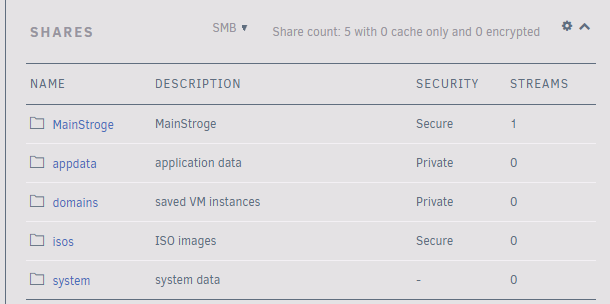 SHARES SMB ▼ Share count: 5 with 0 cache only and 0 encrypted
NAME DESCRIPTION SECURITY STREAMS
MainStroge MainStroge Secure 1
appdata application data Private 0
domains saved VM instances Private 0
isos ISO images Secure 0
system system data - 0